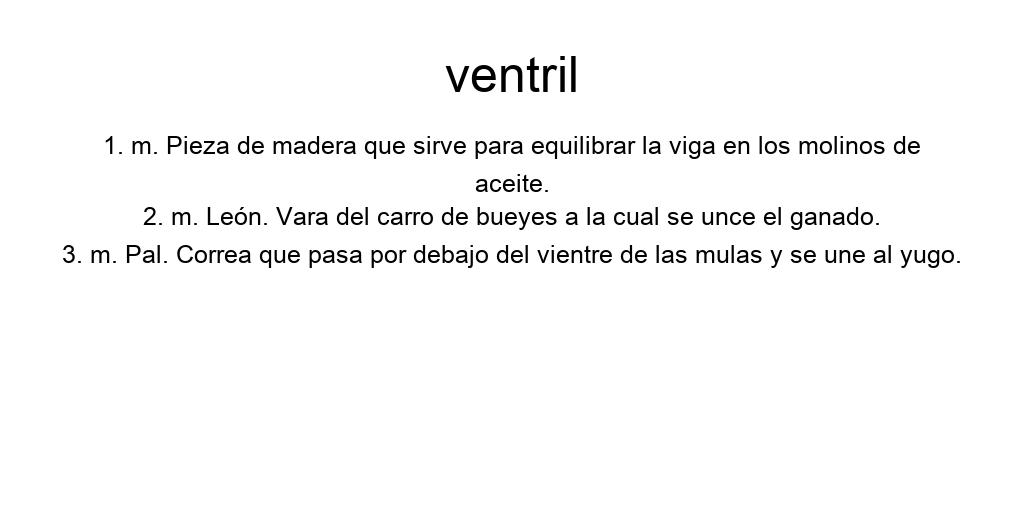 ventril
1. m. Pieza de madera que sirve para equilibrar la viga en los molinos de
aceite.
2. m. León. Vara del carro de bueyes a la cual se unce el ganado.
3. m. Pal. Correa que pasa por debajo del vientre de las mulas y se une al yugo.